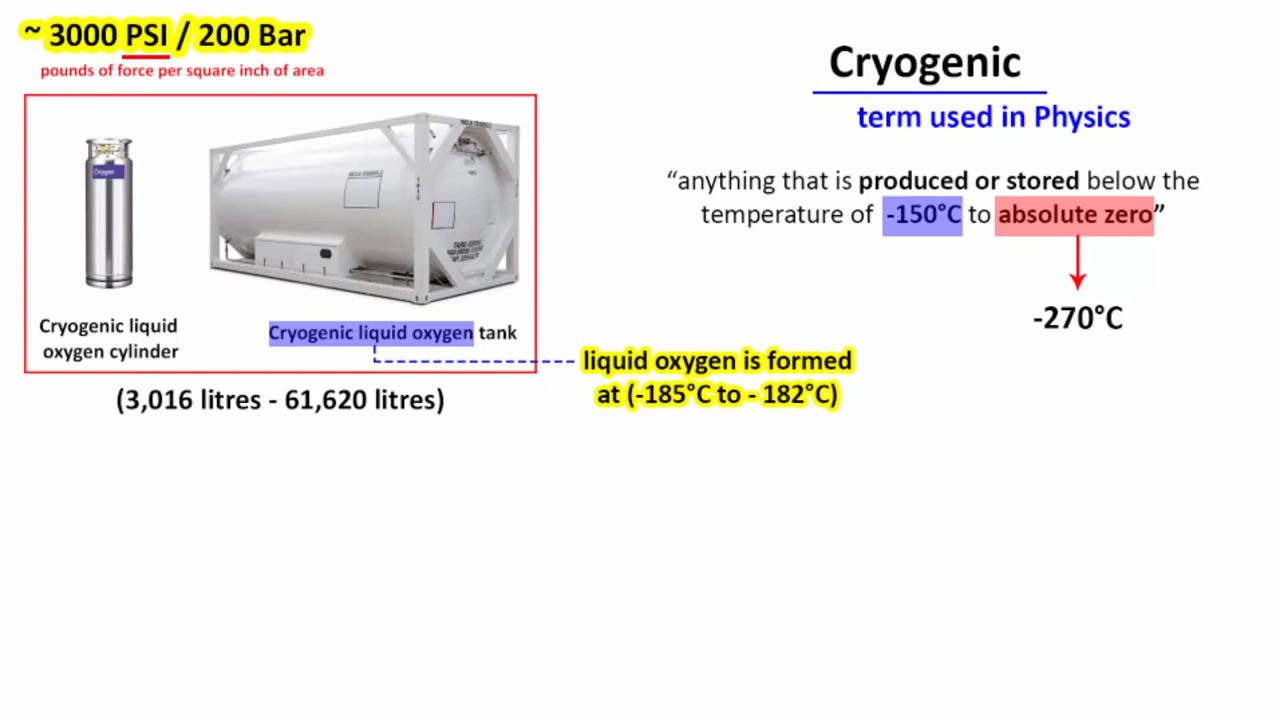 ~ 3000 PSI / 200 Bar
pounds of force per square inch of area
Oxygen
Cryogenic liquid
oxygen cylinder
Cryogenic liquid oxygen tank
(3,016 litres - 61,620 litres)
liquid oxygen is formed
at (-185°C to - 182°C)
Cryogenic
term used in Physics
“anything that is produced or stored below the
temperature of -150°C to absolute zero”
-270°C